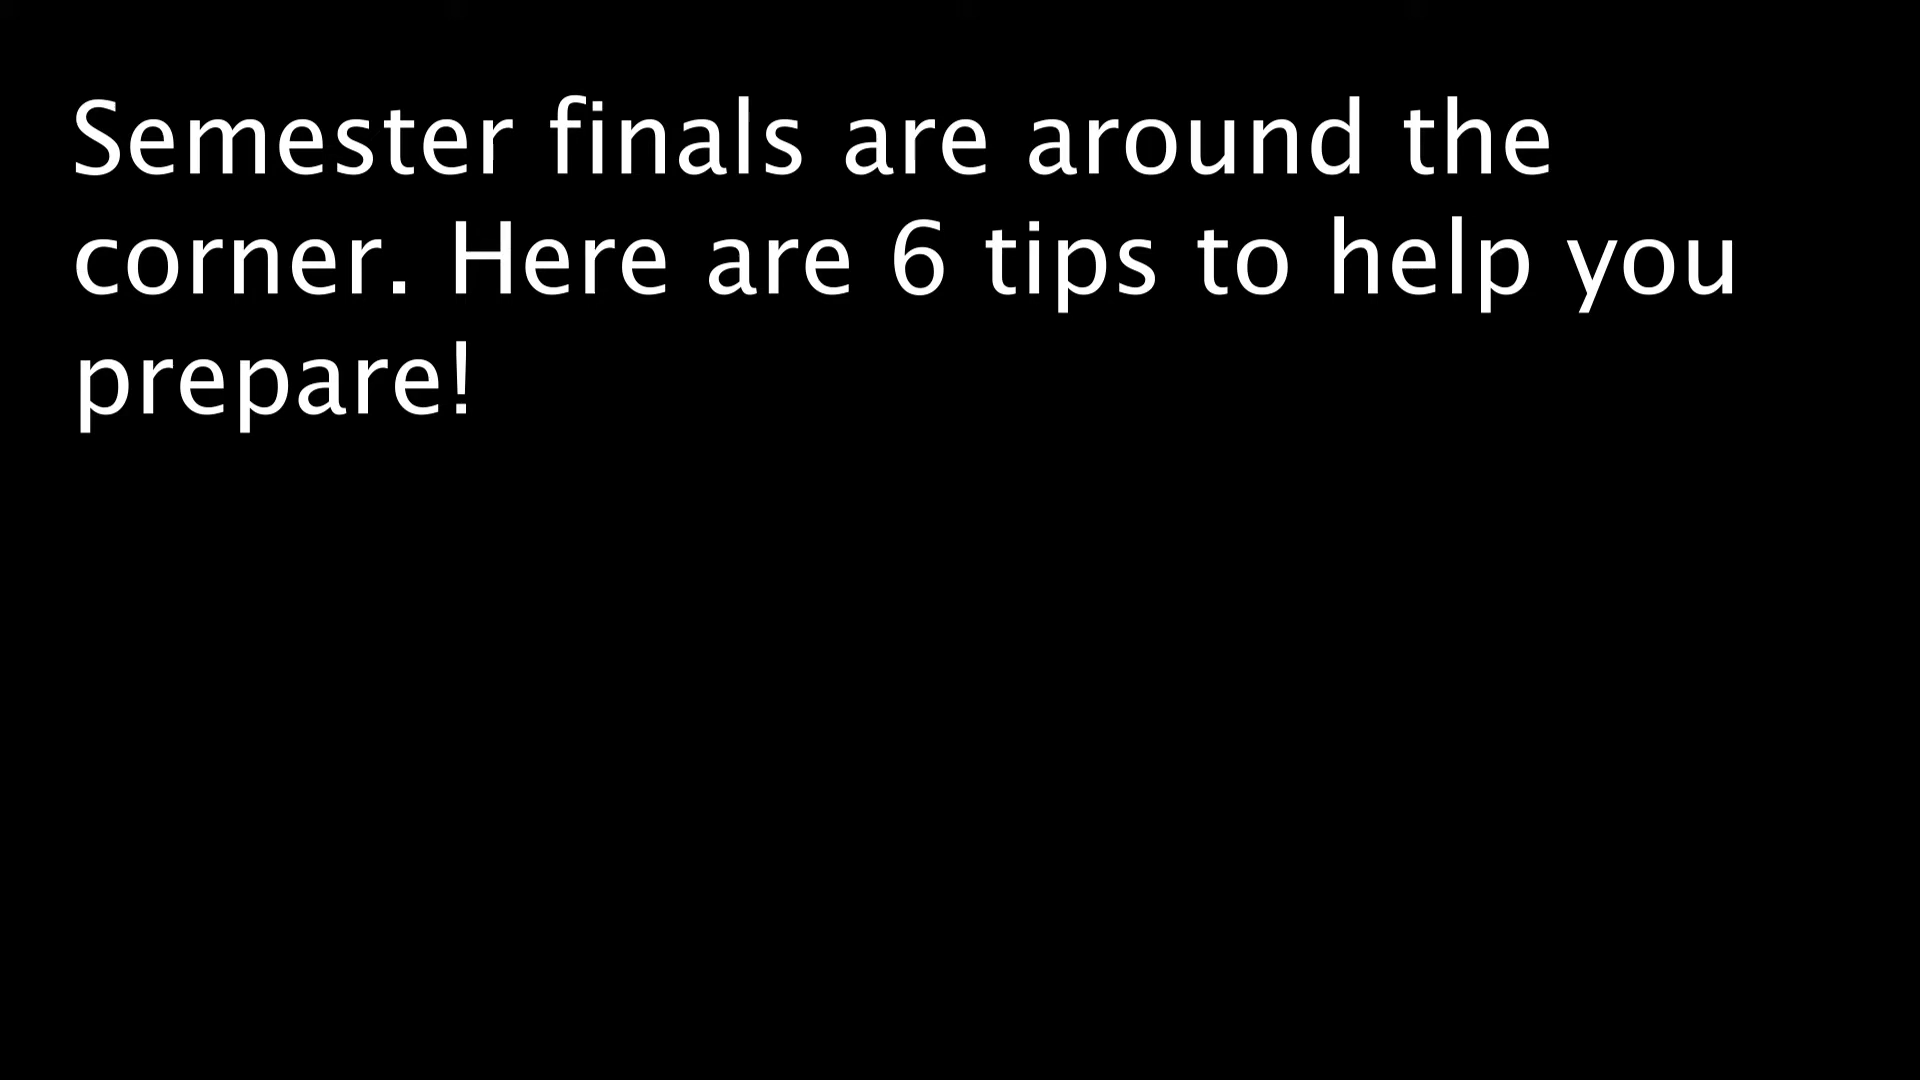 Semester finals are around the
corner. Here are 6 tips to help you
prepare!